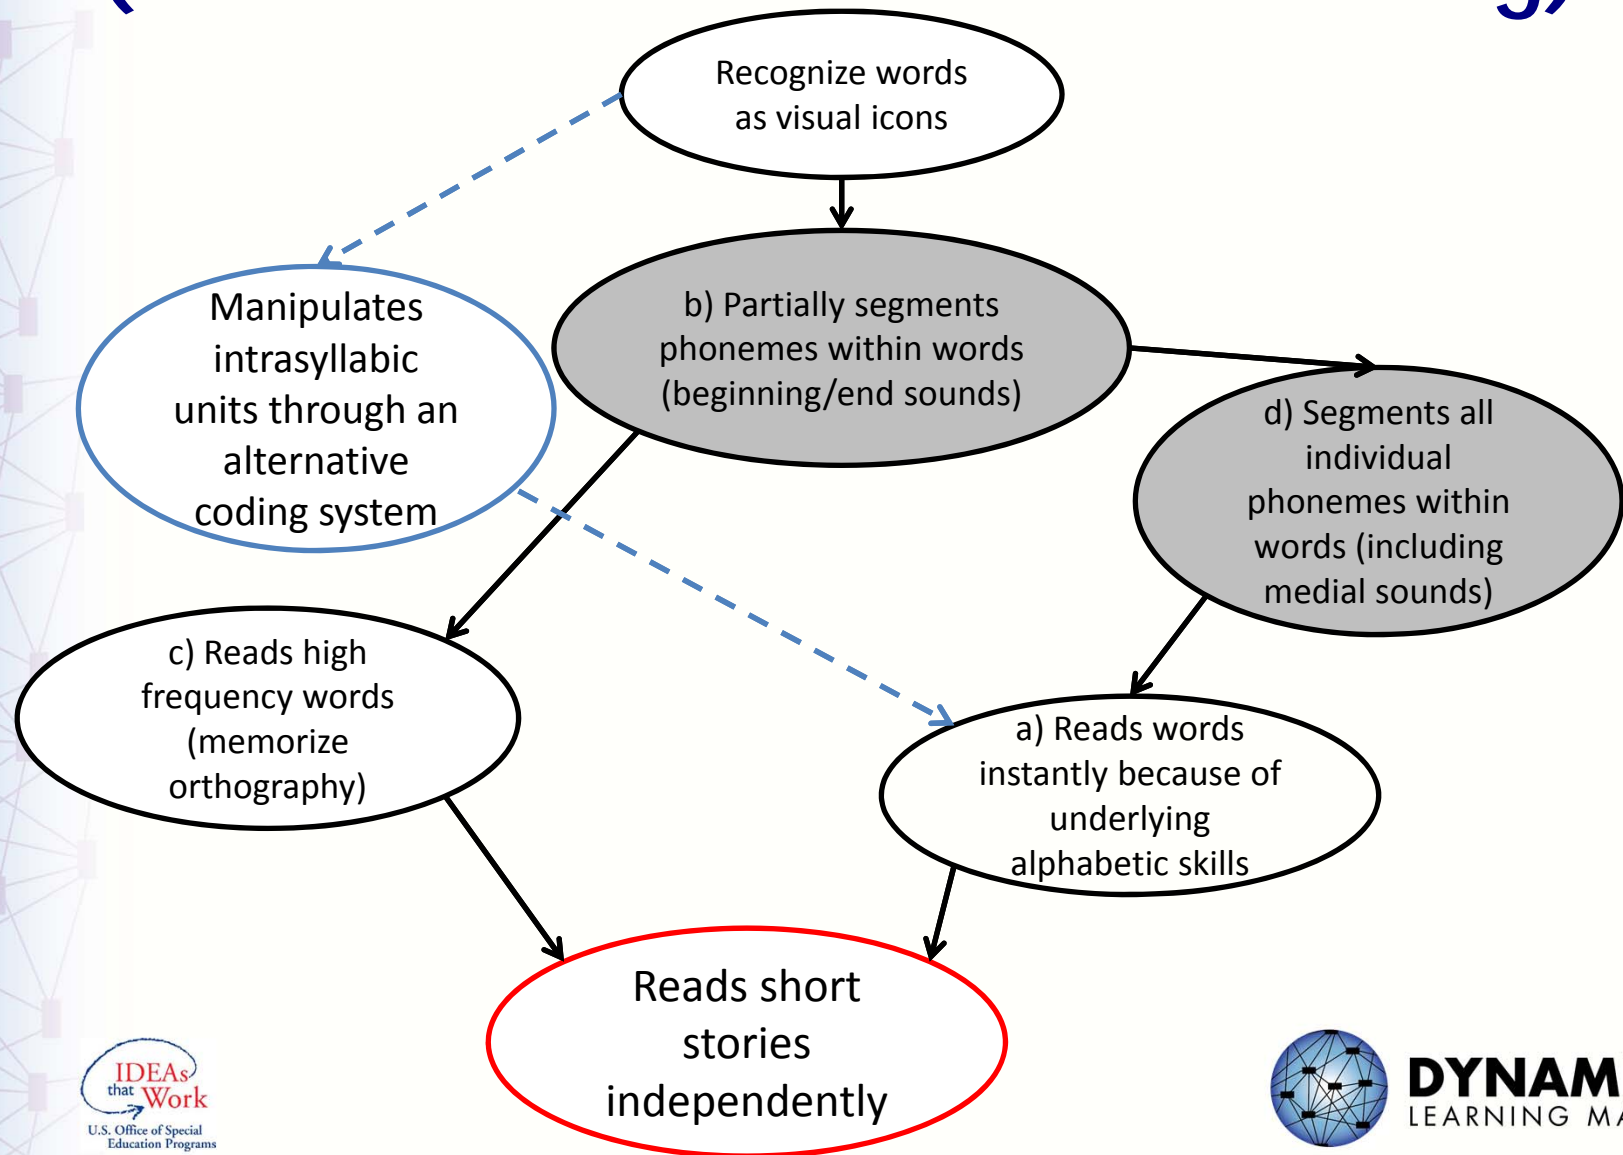 Recognize words
as visual icons
Manipulates
intrasyllabic
units through an
alternative
coding system
b) Partially segments
phonemes within words
(beginning/end sounds)
d) Segments all
individual
phonemes within
words (including
medial sounds)
c) Reads high
frequency words
(memorize
orthography)
a) Reads words
instantly because of
underlying
alphabetic skills
Reads short
stories
independently
IDEAs
that Work
U.S. Office of Special
Education Programs
DYNAM
LEARNING MA